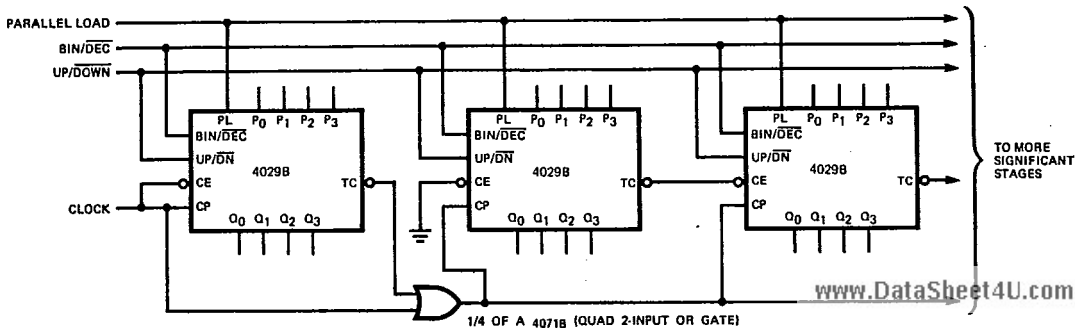 PARALLEL LOAD
BIN/DEC
UP/DOWN
PL P0 P1 P2 P3
BIN/DEC
UP/DN
4029B
CE
TC
CP
Q0 Q1 Q2 Q3
PL P0 P1 P2 P3
BIN/DEC
UP/DN
4029B
CE
TC
CP
Q0 Q1 Q2 Q3
PL P0 P1 P2 P3
BIN/DEC
UP/DN
4029B
CE
TC
CP
Q0 Q1 Q2 Q3
CLOCK
TO MORE
SIGNIFICANT
STAGES
www.DataSheet4U.com
1/4 OF A 4071B (QUAD 2-INPUT OR GATE)